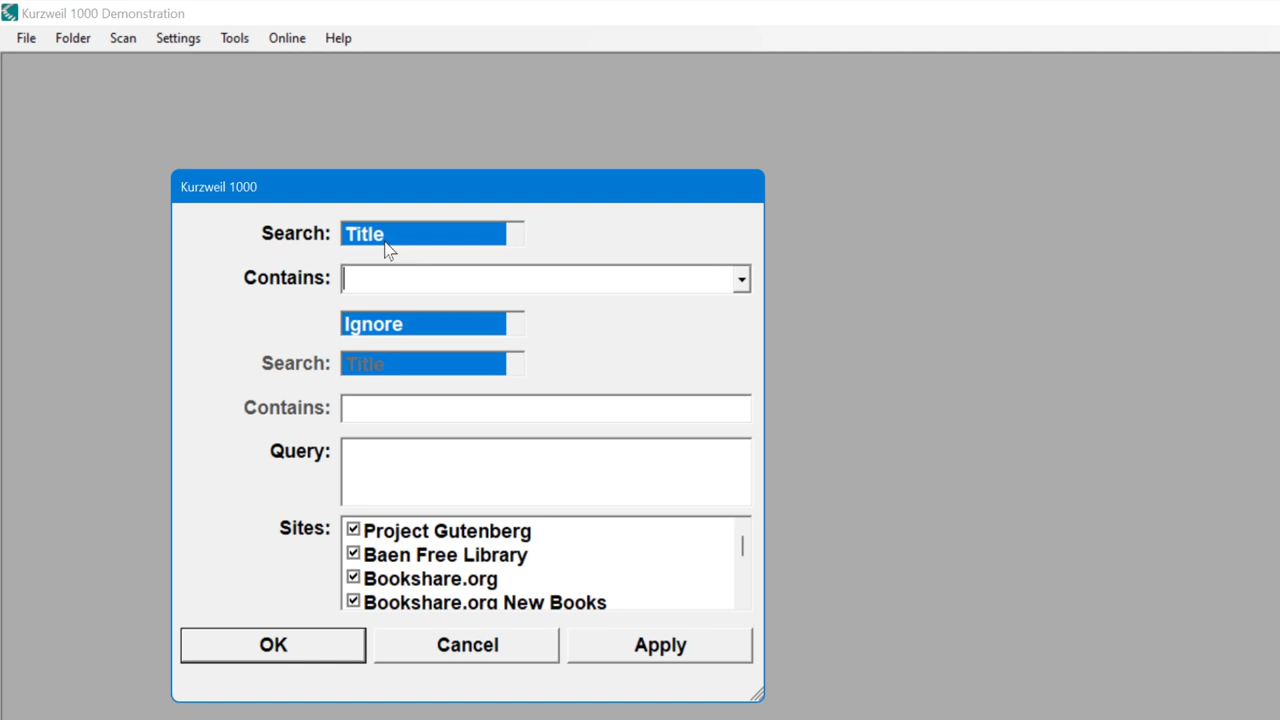 Kurzweil 1000 Demonstration
File Folder Scan Settings Tools Online Help
Kurzweil 1000
Search: Title
Contains:
Ignore
Search: Title
Contains:
Query:
Sites: Project Gutenberg
Baen Free Library
Bookshare.org
Bookshare.org New Books
OK Cancel Apply